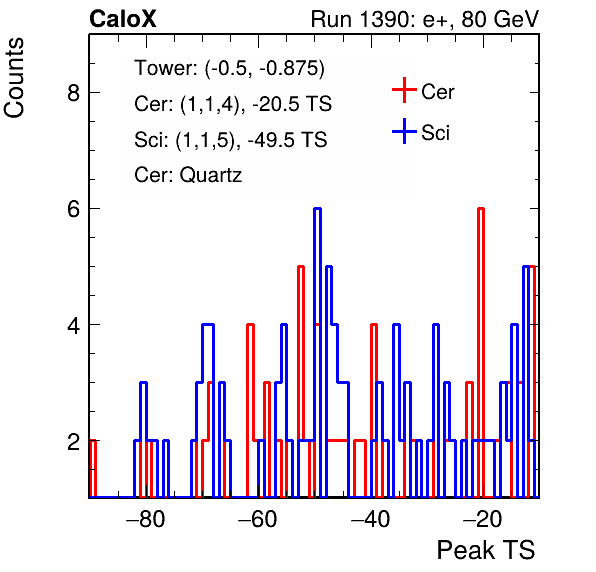 CaloX
Run 1390: e+, 80 GeV
Counts
Tower: (-0.5, -0.875)
Cer: (1,1,4), -20.5 TS
Sci: (1,1,5), -49.5 TS
Cer: Quartz
Cer
Sci
8
6
4
2
−80
−60
−40
−20
Peak TS